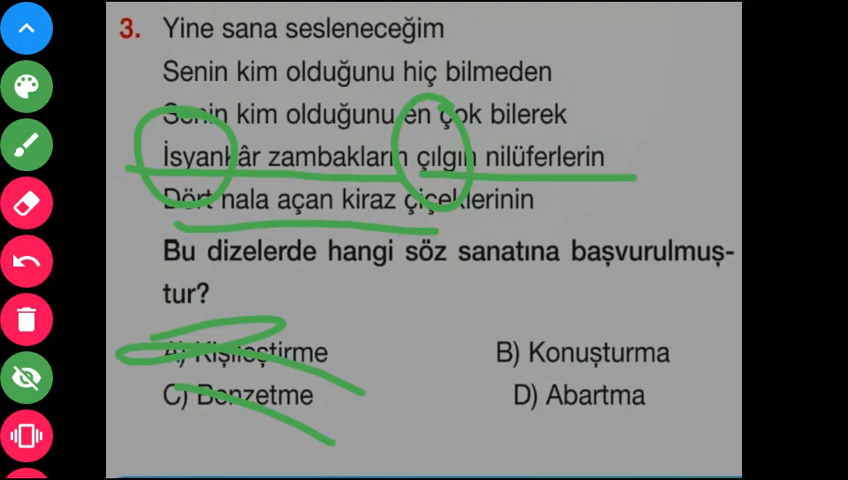 3. Yine sana sesleneceğim
Senin kim olduğunu hiç bilmeden
Senin kim olduğunu en çok bilerek
İsyankâr zambakların çılgın nilüferlerin
Dört nala açan kiraz çiçeklerinin
Bu dizelerde hangi söz sanatına başvurulmuş-
tur?
A) Kişileştirme B) Konuşturma
C) Benzetme D) Abartma